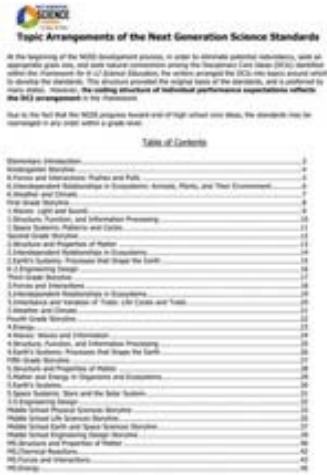 SCIENCE
Topic Arrangements of the Next Generation Science Standards
At the beginning of the NGSS development process, in order to eliminate potential redundancy, seek an
appropriate grade size, and seek natural connections among the Disciplinary Core Ideas (DCIs) identified
within the Framework for K-12 Science Education, the writers arranged the DCIs into topics around which
to develop the standards. This structure provided the original basis of the standards, and is preferred by
many states. However, the coding structure of individual performance expectations reflects
the DCI arrangement in the Framework.
Due to the fact that the NGSS progress toward end of high school core ideas, the standards may be
rearranged in any order within a grade level.
Table of Contents
Elementary Introduction
Kindergarten Storyline
K.Forces and Interactions: Pushes and Pulls
K.Interdependent Relationships in Ecosystems: Animals, Plants, and Their Environment
K.Weather and Climate
First Grade Storyline
1.Waves: Light and Sound
1.Structure, Function, and Information Processing
1.Space Systems: Patterns and Cycles
Second Grade Storyline
2.Structure and Properties of Matter
2.Interdependent Relationships in Ecosystems
2.Earth's Systems: Processes that Shape the Earth
K-2.Engineering Design
Third Grade Storyline
3.Forces and Interactions
3.Interdependent Relationships in Ecosystems
3.Inheritance and Variation of Traits: Life Cycles and Traits
3.Weather and Climate
Fourth Grade Storyline
4.Energy
4.Waves: Waves and Information
4.Structure, Function, and Information Processing
4.Earth's Systems: Processes that Shape the Earth
Fifth Grade Storyline
5.Structure and Properties of Matter
5.Matter and Energy in Organisms and Ecosystems
5.Earth's Systems
5.Space Systems: Stars and the Solar System
3-5.Engineering Design
Middle School Physical Sciences Storyline
Middle School Life Sciences Storyline
Middle School Earth and Space Sciences Storyline
Middle School Engineering Design Storyline
MS.Structure and Properties of Matter
MS.Chemical Reactions
MS.Forces and Interactions
MS.Energy